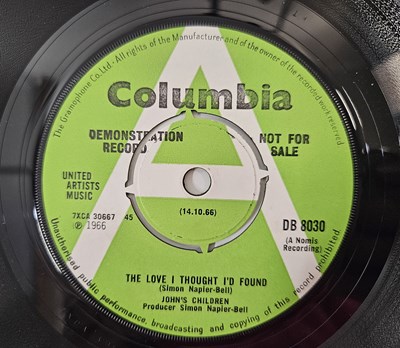 The Gramophone Co. Ltd. All rights of the Manufacturer and of the owner of the recorded work reserved
Columbia
DEMONSTRATION RECORD
NOT FOR SALE
UNITED ARTISTS MUSIC
7XCA 30667 45
℗ 1966
(14.10.66)
DB 8030
(A Nomis Recording)
THE LOVE I THOUGHT I'D FOUND
(Simon Napier-Bell)
JOHN'S CHILDREN
Producer Simon Napier-Bell
Unauthorised public performance, broadcasting and copying of this record prohibited